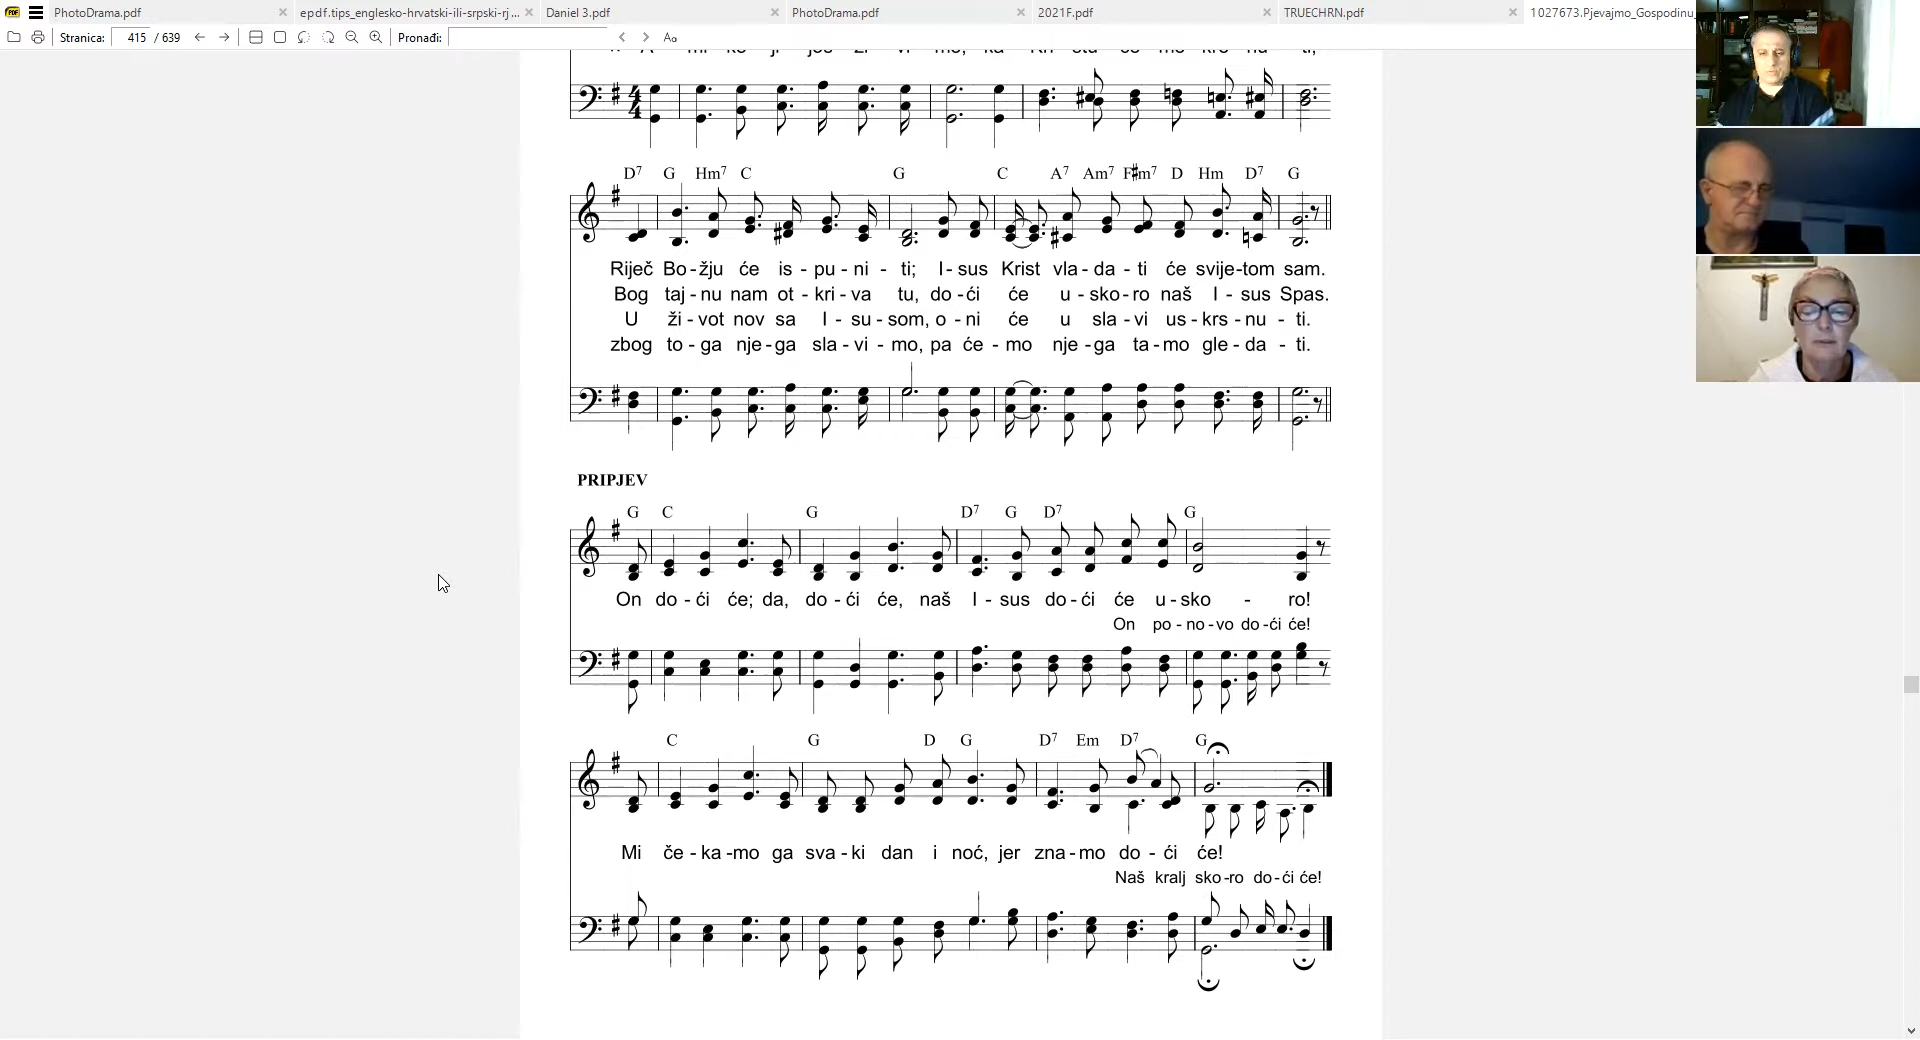 PhotoDrama.pdf
epdf.tips_englesko-hrvatski-ili-srpski-rj...
Daniel 3.pdf
PhotoDrama.pdf
2021F.pdf
TRUECHRN.pdf
1027673.Pjevajmo_Gospodinu_
Stranica: 415 / 639
Pronađi:
D7 G Hm7 C G C A7 Am7 F#m7 D Hm D7 G
Riječ Bo-žju će is-pu-ni-ti; I-sus Krist vla-da-ti će svije-tom sam.
Bog taj-nu nam ot-kri-va tu, do-ći će u-sko-ro naš I-sus Spas.
U ži-vot nov sa I-su-som, o-ni će u sla-vi us-krs-nu-ti.
zbog to-ga nje-ga sla-vi-mo, pa će-mo nje-ga ta-mo gle-da-ti.
PRIPJEV
G C G D7 G D7 G
On do-ći će; da, do-ći će, naš I-sus do-ći će u-sko-ro!
On po-no-vo do-ći će!
C G D G D7 Em D7 G
Mi če-ka-mo ga sva-ki dan i noć, jer zna-mo do-ći će!
Naš kralj sko-ro do-ći će!